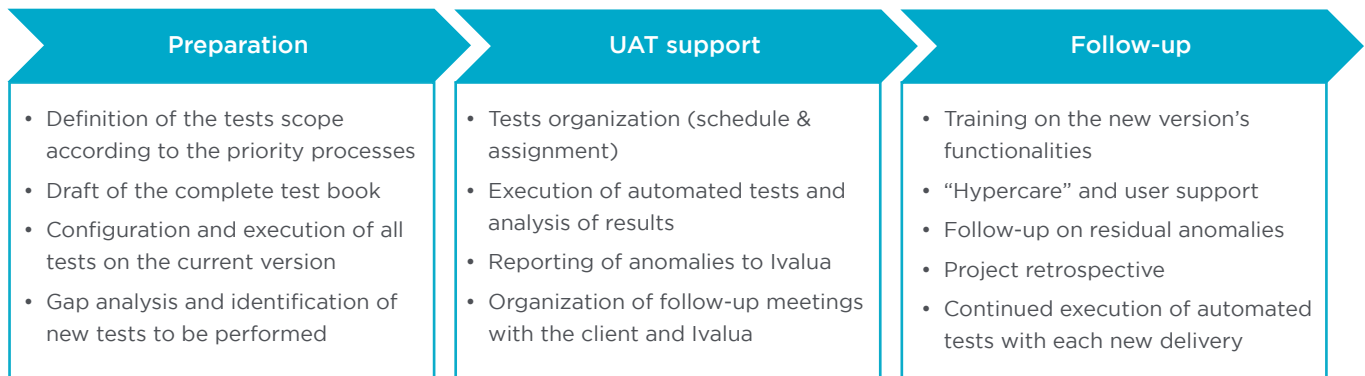 Preparation
• Definition of the tests scope
according to the priority processes
• Draft of the complete test book
• Configuration and execution of all
tests on the current version
• Gap analysis and identification of
new tests to be performed
UAT support
• Tests organization (schedule &
assignment)
• Execution of automated tests and
analysis of results
• Reporting of anomalies to Ivalua
• Organization of follow-up meetings
with the client and Ivalua
Follow-up
• Training on the new version’s
functionalities
• “Hypercare” and user support
• Follow-up on residual anomalies
• Project retrospective
• Continued execution of automated
tests with each new delivery